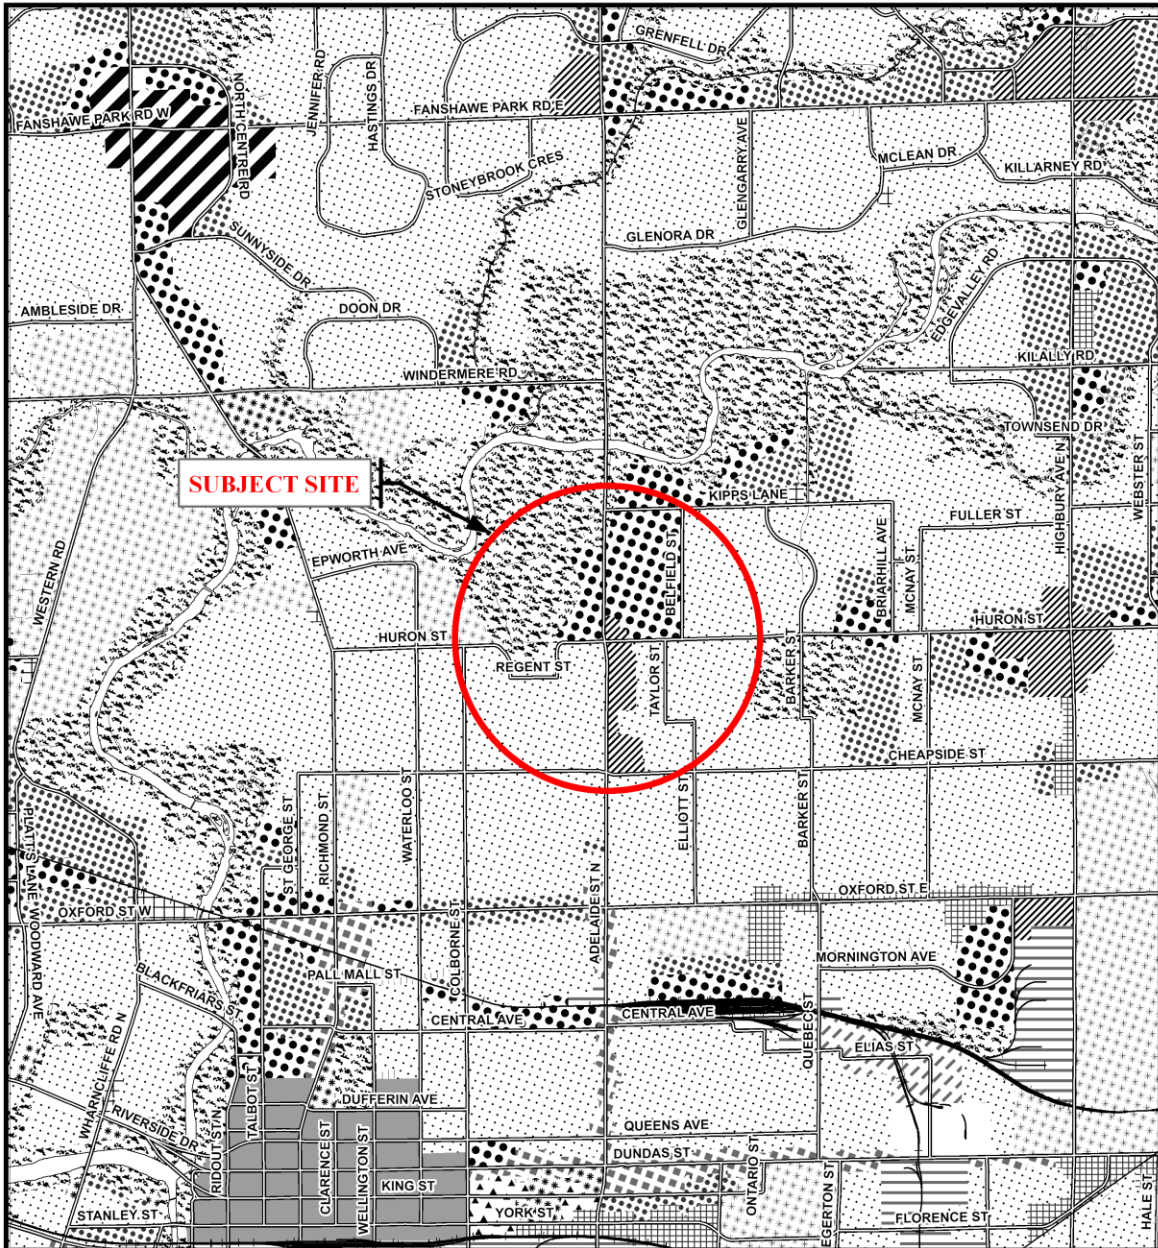 GRENFELL DR
JENNIFER RD
HASTINGS DR
NORTH CENTRE RD
FANSHAWE PARK RD E
FANSHAWE PARK RD W
GLENGARRY AVE
MCLEAN DR
KILLARNEY RD
STONEYBROOK CRES
SUNNYSIDE DR
GLENORA DR
EDGEVALLEY RD
AMBLESIDE DR
DOON DR
KILALLY RD
WINDERMERE RD
TOWNSEND DR
WEBSTER ST
HIGHBURY AVE N
SUBJECT SITE
KIPPS LANE
FULLER ST
WESTERN RD
EPWORTH AVE
BELFIELD ST
BRIARHILL AVE
MCNAY ST
HURON ST
HURON ST
REGENT ST
TAYLOR ST
BARKER ST
MCNAY ST
CHEAPSIDE ST
PLATT'S LANE
WOODWARD AVE
ST GEORGE ST
RICHMOND ST
WATERLOO ST
ELLIOTT ST
BARKER ST
OXFORD ST E
OXFORD ST W
COLBORNE ST
ADELAIDE ST N
MORNINGTON AVE
PALL MALL ST
BLACKFRIARS ST
CENTRAL AVE
CENTRAL AVE
QUEBEC ST
ELIAS ST
WHARNCLIFFE RD N
TALBOT ST
DUFFERIN AVE
RIVERSIDE DR
RIDOUT ST N
QUEENS AVE
DUNDAS ST
CLARENCE ST
WELLINGTON ST
KING ST
ONTARIO ST
EGERTON ST
HALE ST
STANLEY ST
YORK ST
FLORENCE ST